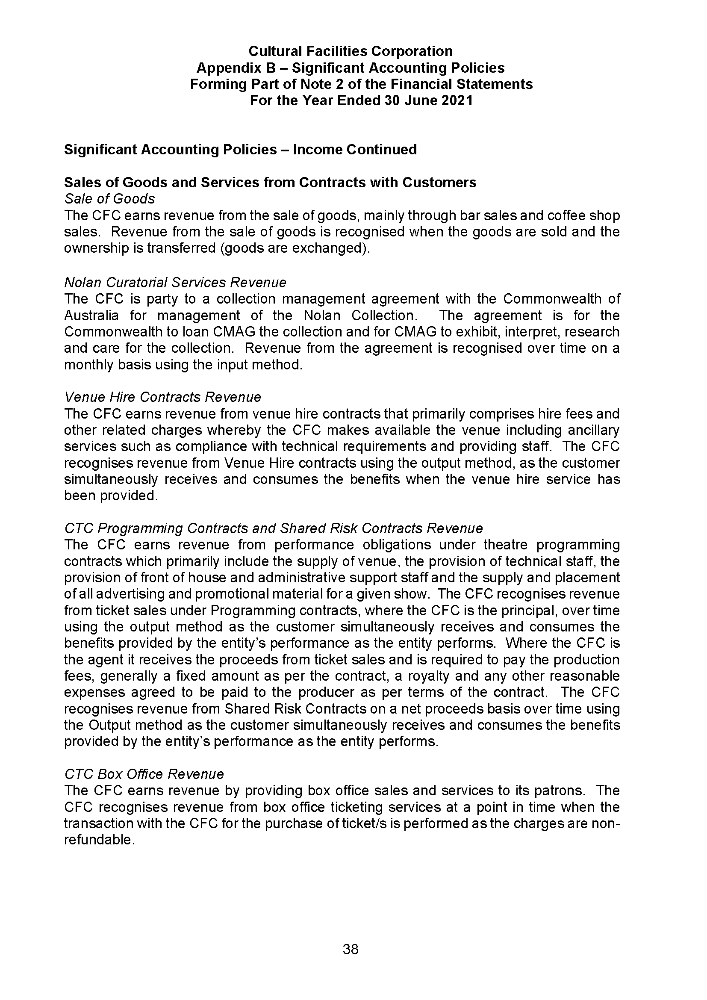 Cultural Facilities Corporation
Appendix B – Significant Accounting Policies
Forming Part of Note 2 of the Financial Statements
For the Year Ended 30 June 2021
Significant Accounting Policies – Income Continued
Sales of Goods and Services from Contracts with Customers
Sale of Goods
The CFC earns revenue from the sale of goods, mainly through bar sales and coffee shop
sales. Revenue from the sale of goods is recognised when the goods are sold and the
ownership is transferred (goods are exchanged).
Nolan Curatorial Services Revenue
The CFC is party to a collection management agreement with the Commonwealth of
Australia for management of the Nolan Collection. The agreement is for the
Commonwealth to loan CMAG the collection and for CMAG to exhibit, interpret, research
and care for the collection. Revenue from the agreement is recognised over time on a
monthly basis using the input method.
Venue Hire Contracts Revenue
The CFC earns revenue from venue hire contracts that primarily comprises hire fees and
other related charges whereby the CFC makes available the venue including ancillary
services such as compliance with technical requirements and providing staff. The CFC
recognises revenue from Venue Hire contracts using the output method, as the customer
simultaneously receives and consumes the benefits when the venue hire service has
been provided.
CTC Programming Contracts and Shared Risk Contracts Revenue
The CFC earns revenue from performance obligations under theatre programming
contracts which primarily include the supply of venue, the provision of technical staff, the
provision of front of house and administrative support staff and the supply and placement
of all advertising and promotional material for a given show. The CFC recognises revenue
from ticket sales under Programming contracts, where the CFC is the principal, over time
using the output method as the customer simultaneously receives and consumes the
benefits provided by the entity's performance as the entity performs. Where the CFC is
the agent it receives the proceeds from ticket sales and is required to pay the production
fees, generally a fixed amount as per the contract, a royalty and any other reasonable
expenses agreed to be paid to the producer as per terms of the contract. The CFC
recognises revenue from Shared Risk Contracts on a net proceeds basis over time using
the Output method as the customer simultaneously receives and consumes the benefits
provided by the entity's performance as the entity performs.
CTC Box Office Revenue
The CFC earns revenue by providing box office sales and services to its patrons. The
CFC recognises revenue from box office ticketing services at a point in time when the
transaction with the CFC for the purchase of ticket/s is performed as the charges are non-
refundable.
38